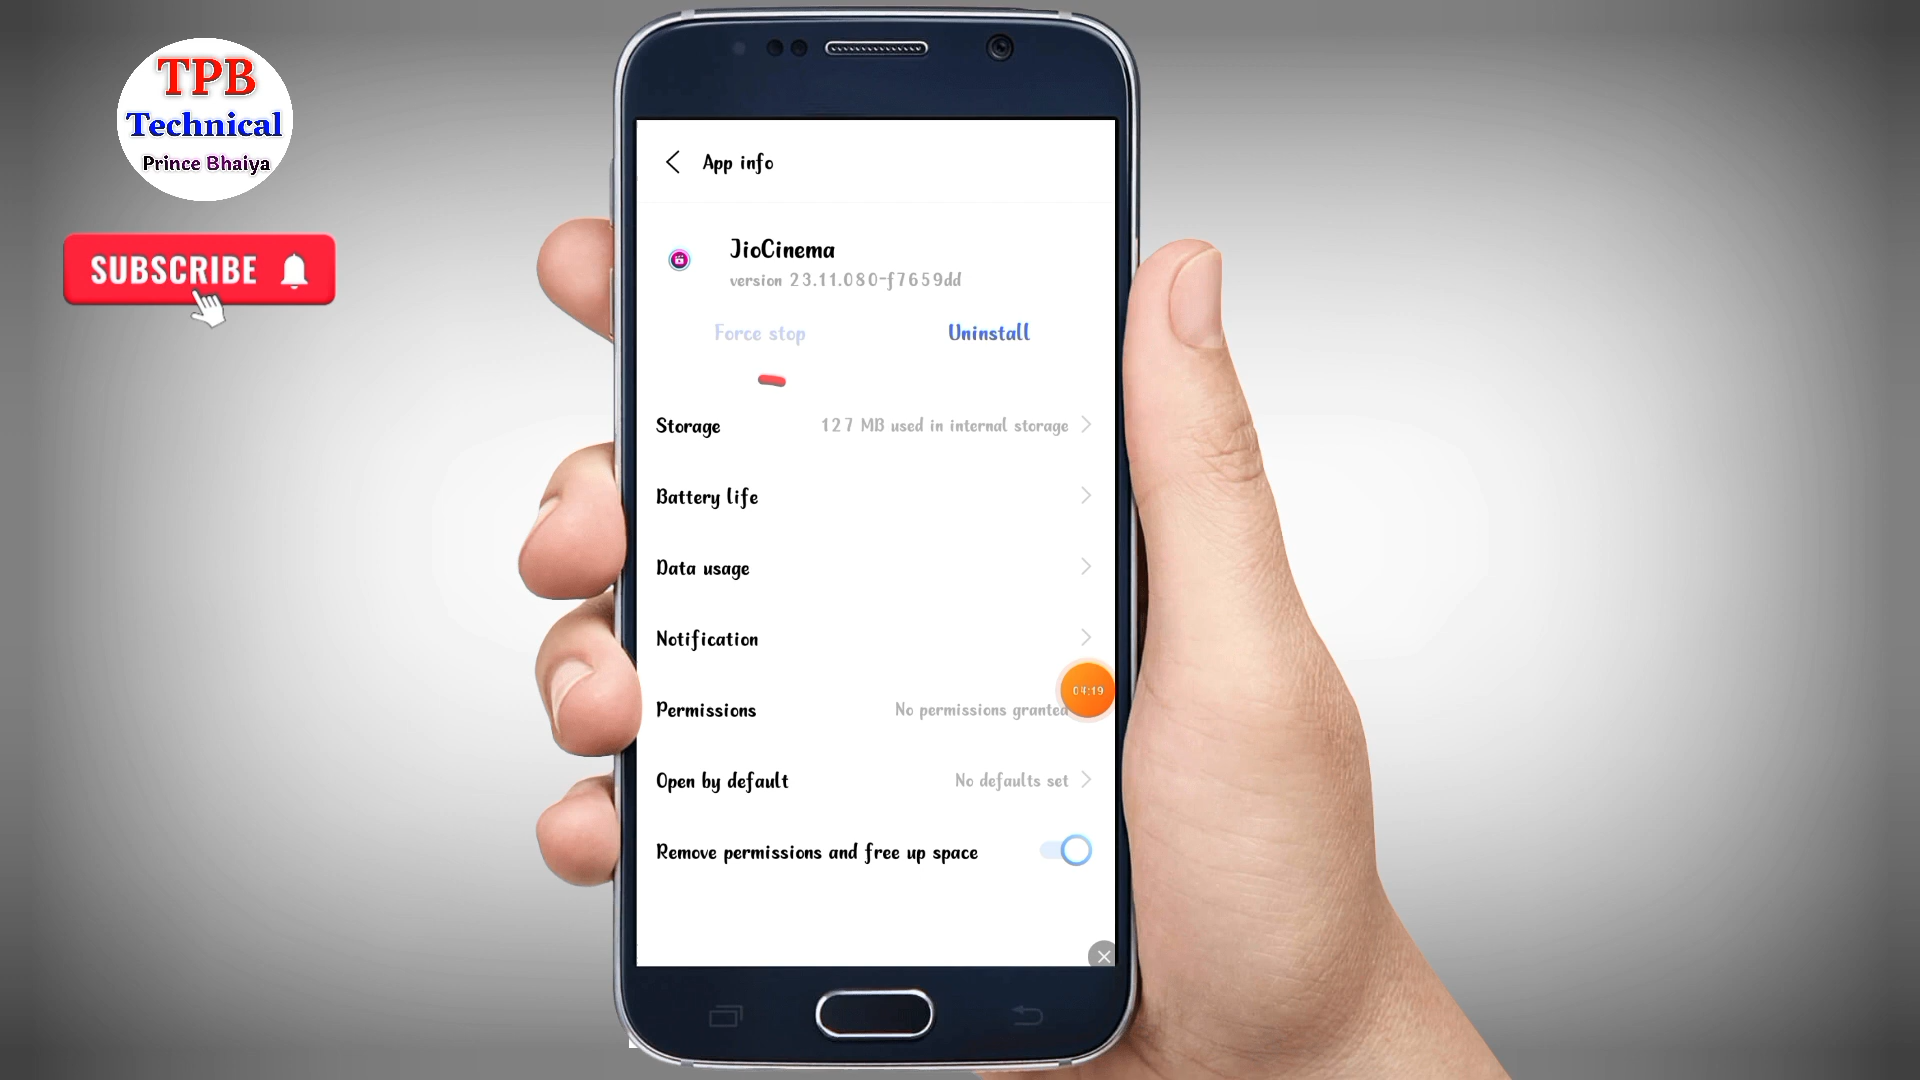 TPB
Technical
Prince Bhaiya
SUBSCRIBE
App info
JioCinema
version 23.11.080-f7659dd
Force stop
Uninstall
Storage 127 MB used in internal storage
Battery life
Data usage
Notification
04:19
Permissions No permissions granted
Open by default No defaults set
Remove permissions and free up space